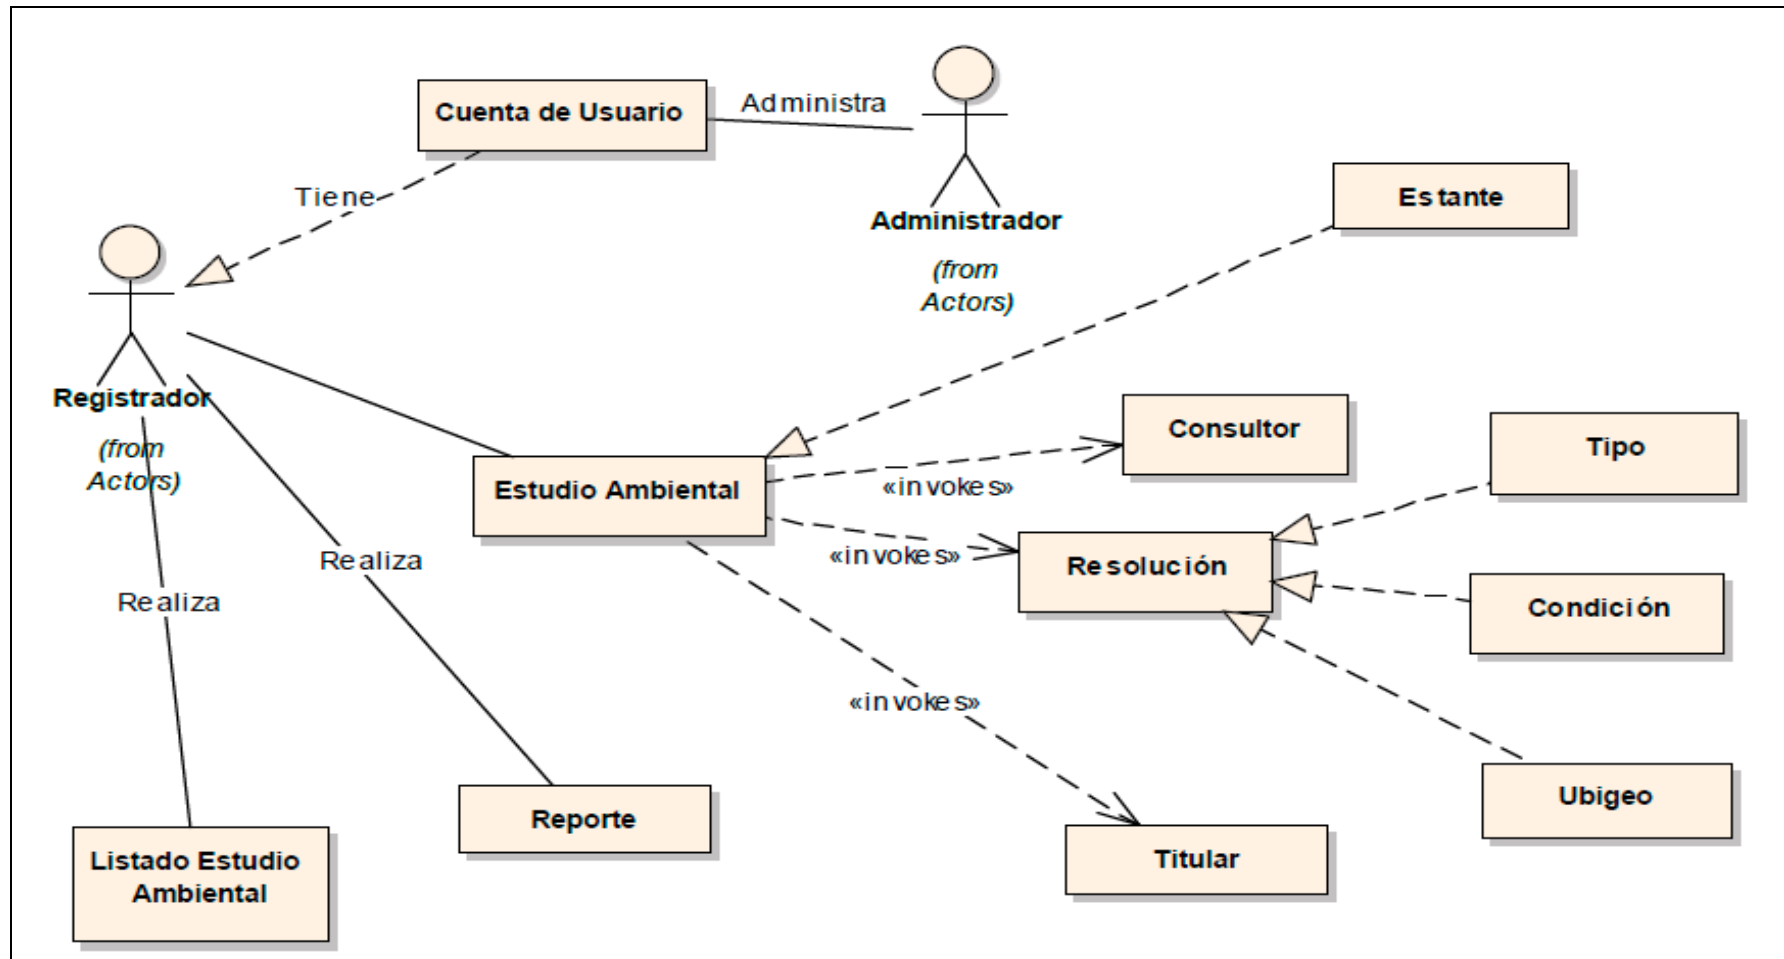 Cuenta de Usuario
Administra
Tiene
Administrador
(from
Actors)
Estante
Registrador
(from
Actors)
Consultor
Tipo
Estudio Ambiental
«invokes»
«invokes»
Resolución
Condición
Realiza
Realiza
«invokes»
Ubigeo
Reporte
Titular
Listado Estudio
Ambiental